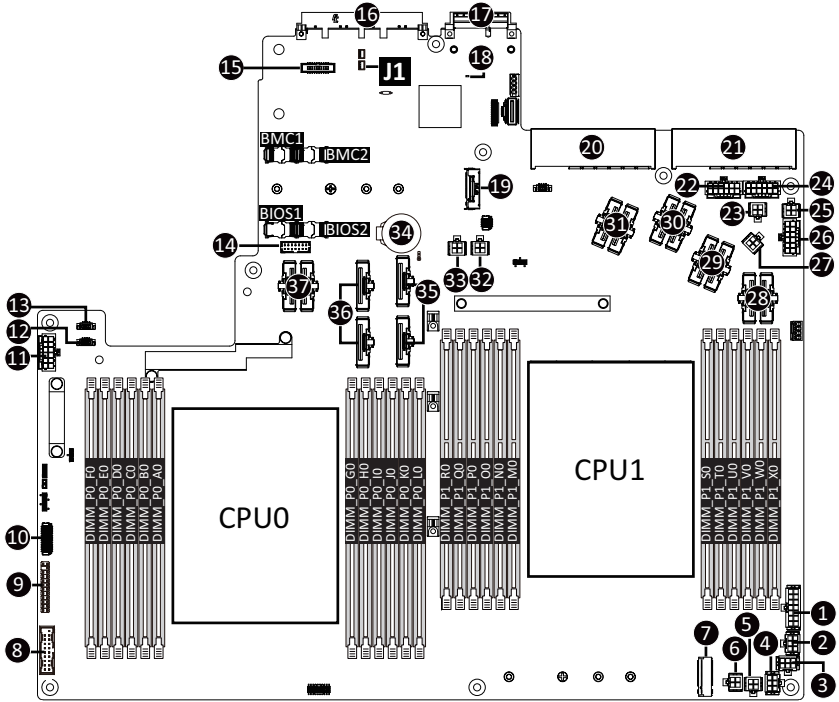 16
17
18
15
J1
BMC1
BMC2
20
21
19
22
24
BIOS1
BIOS2
34
31
30
23
25
14
26
33
32
29
27
37
36
35
28
13
12
11
DIMM_P0_F0
DIMM_P0_E0
DIMM_P0_D0
DIMM_P0_C0
DIMM_P0_B0
DIMM_P0_A0
CPU0
DIMM_P0_G0
DIMM_P0_H0
DIMM_P0_I0
DIMM_P0_J0
DIMM_P0_K0
DIMM_P0_L0
DIMM_P1_R0
DIMM_P1_Q0
DIMM_P1_P0
DIMM_P1_O0
DIMM_P1_N0
DIMM_P1_M0
CPU1
DIMM_P1_S0
DIMM_P1_T0
DIMM_P1_U0
DIMM_P1_V0
DIMM_P1_W0
DIMM_P1_X0
10
9
8
1
2
3
4
5
6
7